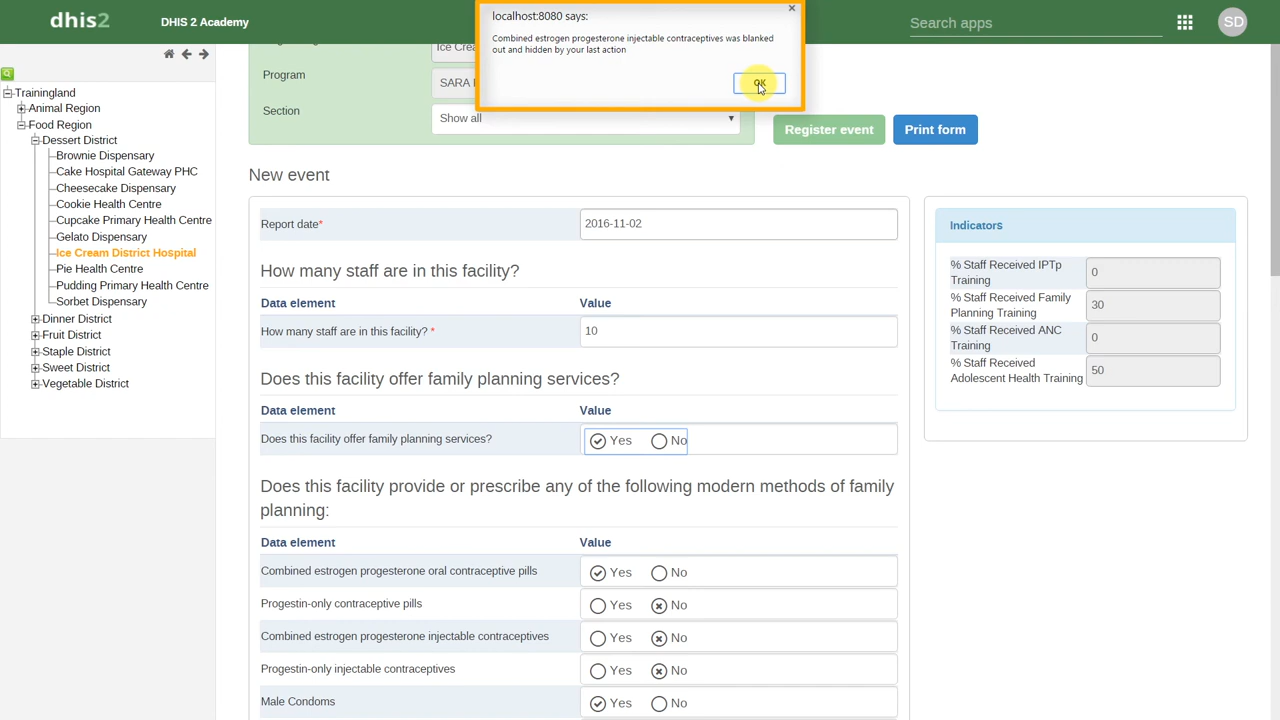 dhis2
DHIS 2 Academy
localhost:8080 says:
Combined estrogen progesterone injectable contraceptives was blanked
out and hidden by your last action
OK
Search apps
SD
Ice Cream
Program
SARA
Section
Show all
Register event
Print form
Trainingland
Animal Region
Food Region
Dessert District
Brownie Dispensary
Cake Hospital Gateway PHC
Cheesecake Dispensary
Cookie Health Centre
Cupcake Primary Health Centre
Gelato Dispensary
Ice Cream District Hospital
Pie Health Centre
Pudding Primary Health Centre
Sorbet Dispensary
Dinner District
Fruit District
Staple District
Sweet District
Vegetable District
New event
Report date*
2016-11-02
How many staff are in this facility?
Data element Value
How many staff are in this facility? * 10
Does this facility offer family planning services?
Data element Value
Does this facility offer family planning services? Yes No
Does this facility provide or prescribe any of the following modern methods of family
planning:
Data element Value
Combined estrogen progesterone oral contraceptive pills Yes No
Progestin-only contraceptive pills Yes No
Combined estrogen progesterone injectable contraceptives Yes No
Progestin-only injectable contraceptives Yes No
Male Condoms Yes No
Indicators
% Staff Received IPTp
Training
0
% Staff Received Family
Planning Training
30
% Staff Received ANC
Training
0
% Staff Received
Adolescent Health Training
50